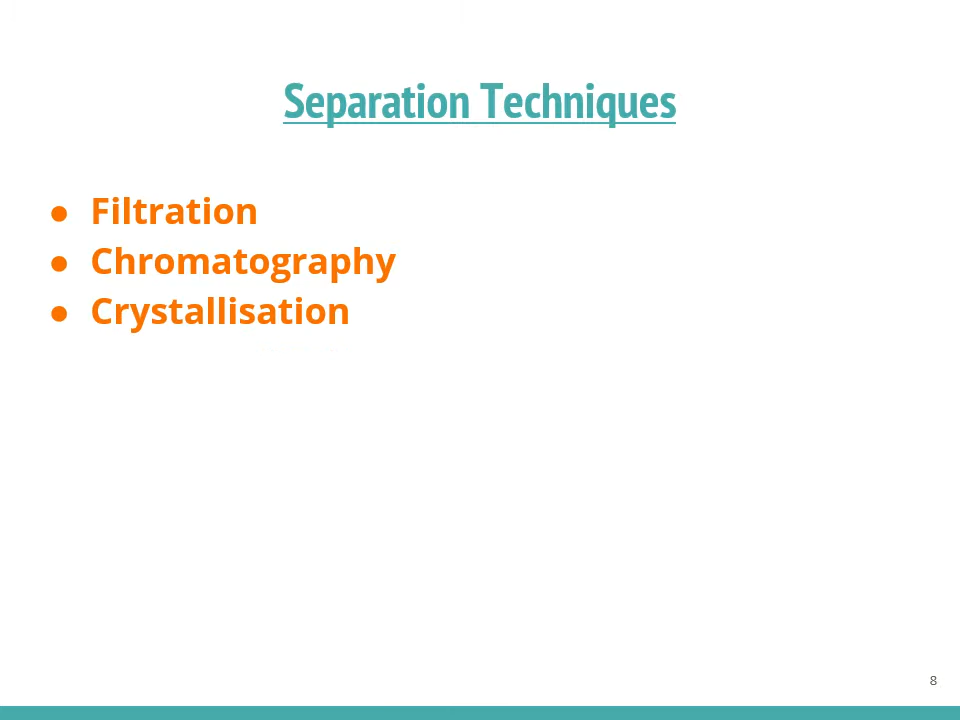 Separation Techniques
● Filtration
● Chromatography
● Crystallisation
8